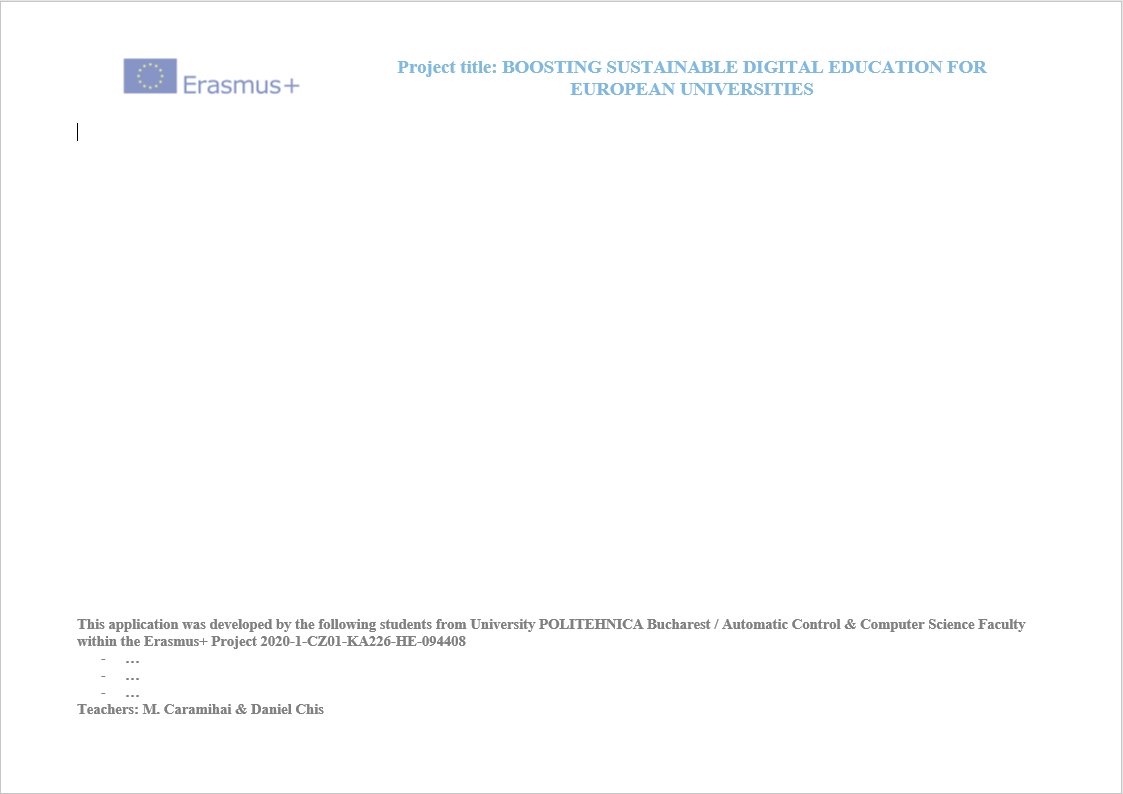 Erasmus+
Project title: BOOSTING SUSTAINABLE DIGITAL EDUCATION FOR
EUROPEAN UNIVERSITIES
This application was developed by the following students from University POLITEHNICA Bucharest / Automatic Control & Computer Science Faculty
within the Erasmus+ Project 2020-1-CZ01-KA226-HE-094408
- ...
- ...
- ...
Teachers: M. Caramihai & Daniel Chis